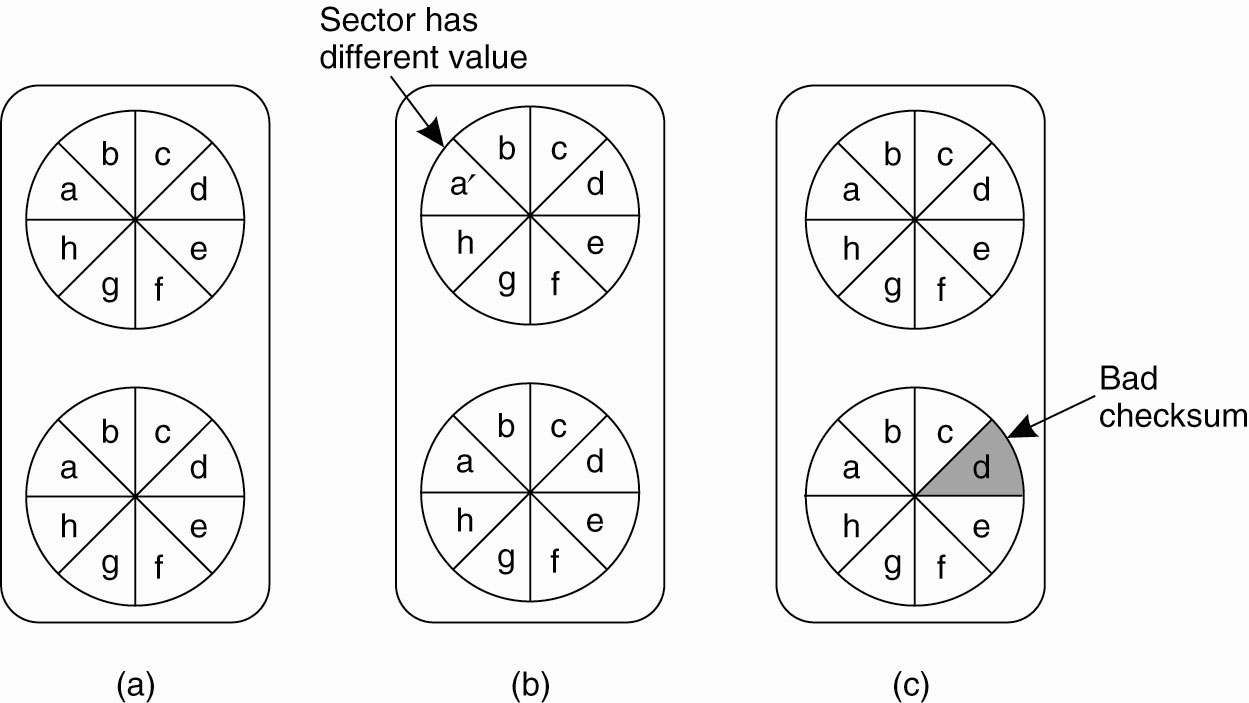 Sector has
different value
b c
a d
h e
g f
b c
a d
h e
g f
(a)
b c
a′ d
h e
g f
b c
a d
h e
g f
(b)
b c
a d
h e
g f
b c
a d
h e
g f
Bad
checksum
(c)